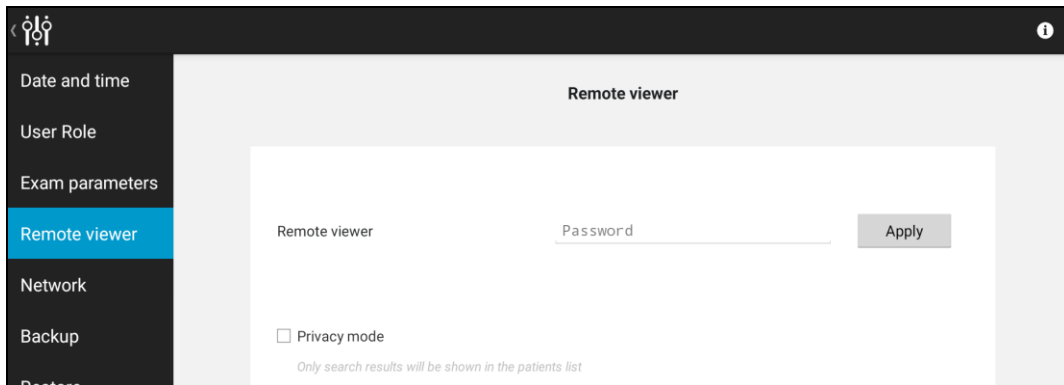 Date and time
User Role
Exam parameters
Remote viewer
Network
Backup
Restore
Remote viewer
Remote viewer
Password
Apply
Privacy mode
Only search results will be shown in the patients list